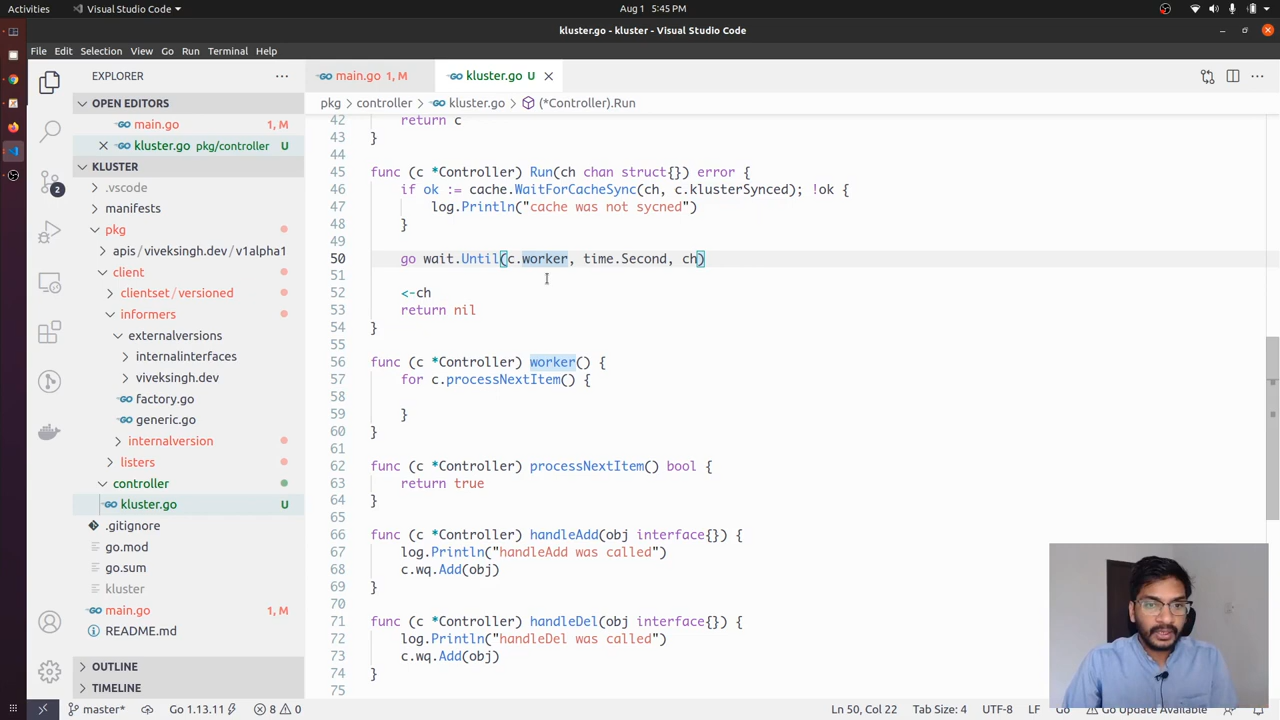 Activities
Visual Studio Code
Aug 1 5:45 PM
kluster.go - kluster - Visual Studio Code
File Edit Selection View Go Run Terminal Help
EXPLORER
main.go 1, M
kluster.go U
OPEN EDITORS
main.go 1, M
kluster.go pkg/controller U
KLUSTER
.vscode
manifests
pkg
apis / viveksingh.dev / v1alpha1
client
clientset / versioned
informers
externalversions
internalinterfaces
viveksingh.dev
factory.go
generic.go
internalversion
listers
controller
kluster.go U
.gitignore
go.mod
go.sum
kluster
main.go 1, M
README.md
OUTLINE
TIMELINE
2
pkg > controller > kluster.go > (*Controller).Run
42 return c
43 }
44
45 func (c *Controller) Run(ch chan struct{}) error {
46 if ok := cache.WaitForCacheSync(ch, c.klusterSynced); !ok {
47 log.Println("cache was not sycned")
48 }
49
50 go wait.Until(c.worker, time.Second, ch)
51
52 <-ch
53 return nil
54 }
55
56 func (c *Controller) worker() {
57 for c.processNextItem() {
58
59 }
60 }
61
62 func (c *Controller) processNextItem() bool {
63 return true
64 }
65
66 func (c *Controller) handleAdd(obj interface{}) {
67 log.Println("handleAdd was called")
68 c.wq.Add(obj)
69 }
70
71 func (c *Controller) handleDel(obj interface{}) {
72 log.Println("handleDel was called")
73 c.wq.Add(obj)
74 }
75
master* Go 1.13.11 8 0 Ln 50, Col 22 Tab Size: 4 UTF-8 LF Go Go Update Available